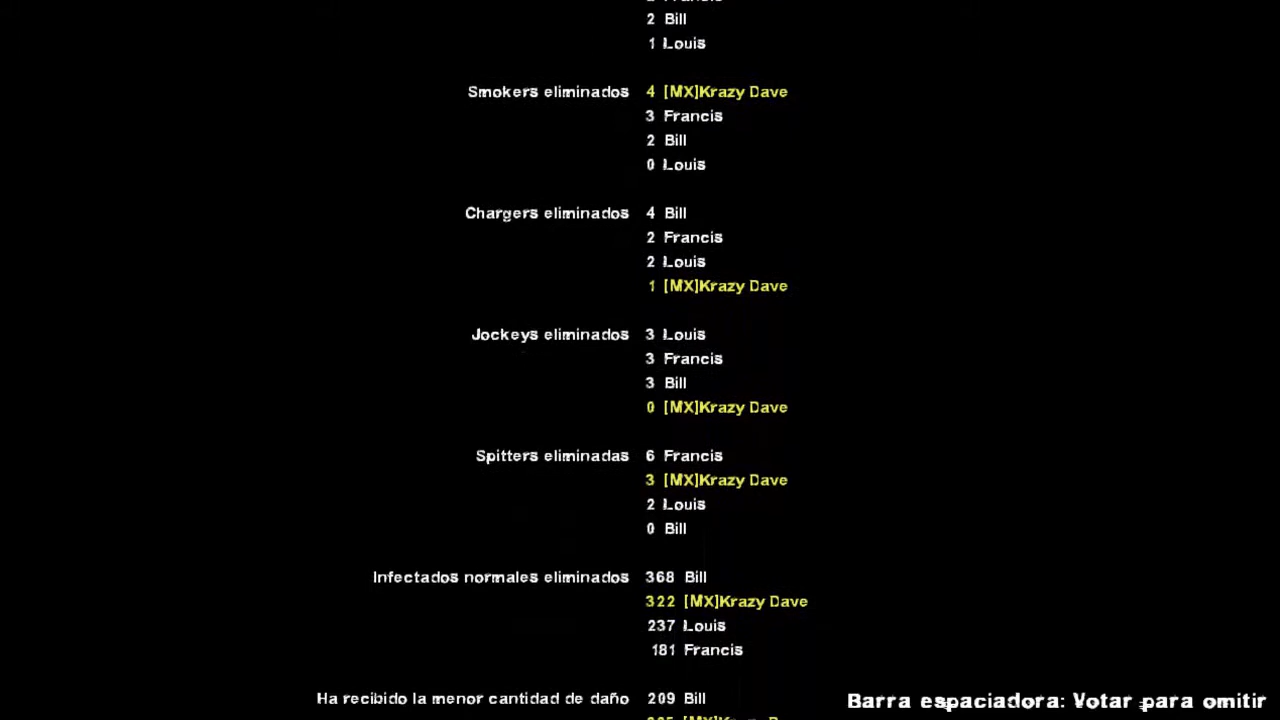 2 Bill
1 Louis
Smokers eliminados 4 [MX]Krazy Dave
3 Francis
2 Bill
0 Louis
Chargers eliminados 4 Bill
2 Francis
2 Louis
1 [MX]Krazy Dave
Jockeys eliminados 3 Louis
3 Francis
3 Bill
0 [MX]Krazy Dave
Spitters eliminadas 6 Francis
3 [MX]Krazy Dave
2 Louis
0 Bill
Infectados normales eliminados 368 Bill
322 [MX]Krazy Dave
237 Louis
181 Francis
Ha recibido la menor cantidad de daño 209 Bill
Barra espaciadora: Votar para omitir